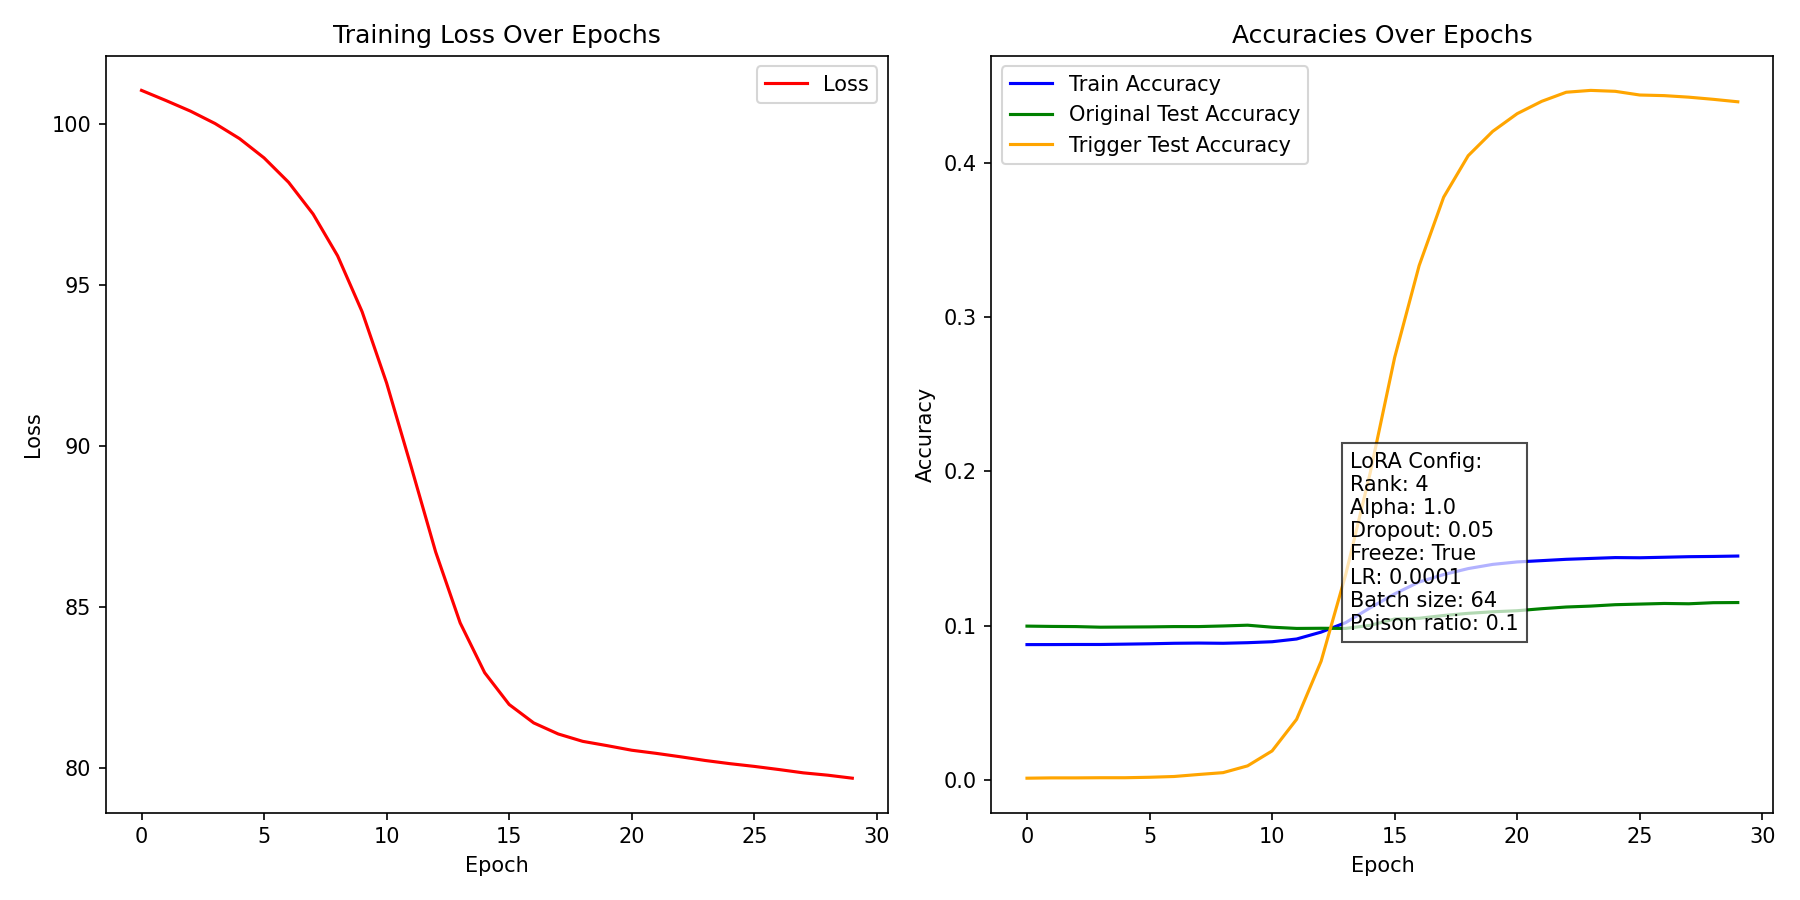 Training Loss Over Epochs
Loss
100
95
90
85
80
Loss
0 5 10 15 20 25 30
Epoch
Accuracies Over Epochs
Train Accuracy
Original Test Accuracy
Trigger Test Accuracy
0.4
0.3
0.2
0.1
0.0
Accuracy
LoRA Config:
Rank: 4
Alpha: 1.0
Dropout: 0.05
Freeze: True
LR: 0.0001
Batch size: 64
Poison ratio: 0.1
0 5 10 15 20 25 30
Epoch